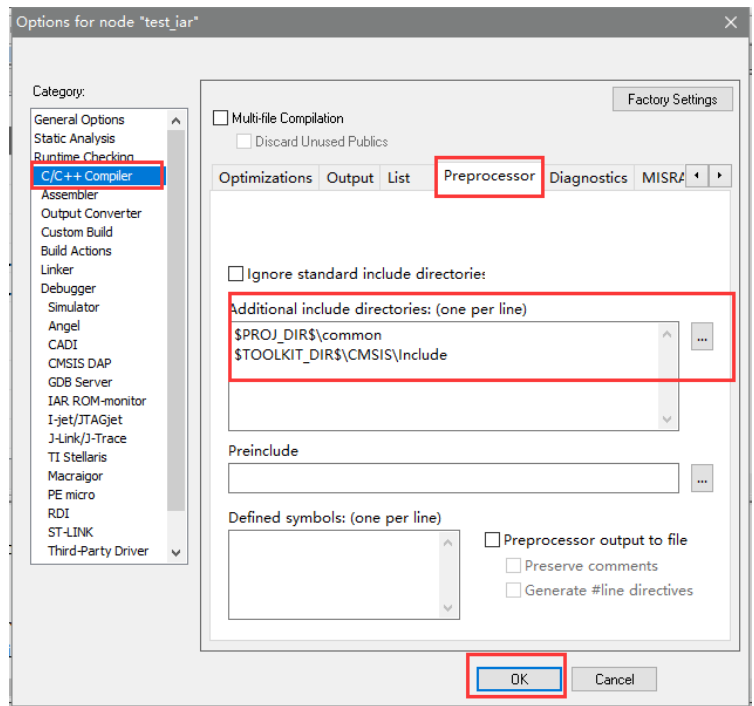 Options for node "test_iar"
Category:
General Options
Static Analysis
Runtime Checking
C/C++ Compiler
Assembler
Output Converter
Custom Build
Build Actions
Linker
Debugger
Simulator
Angel
CADI
CMSIS DAP
GDB Server
IAR ROM-monitor
I-jet/JTAGjet
J-Link/J-Trace
TI Stellaris
Macraigor
PE micro
RDI
ST-LINK
Third-Party Driver
Factory Settings
Multi-file Compilation
Discard Unused Publics
Optimizations Output List Preprocessor Diagnostics MISRA
Ignore standard include directories
Additional include directories: (one per line)
$PROJ_DIR$\common
$TOOLKIT_DIR$\CMSIS\Include
...
Preinclude
...
Defined symbols: (one per line)
Preprocessor output to file
Preserve comments
Generate #line directives
OK Cancel